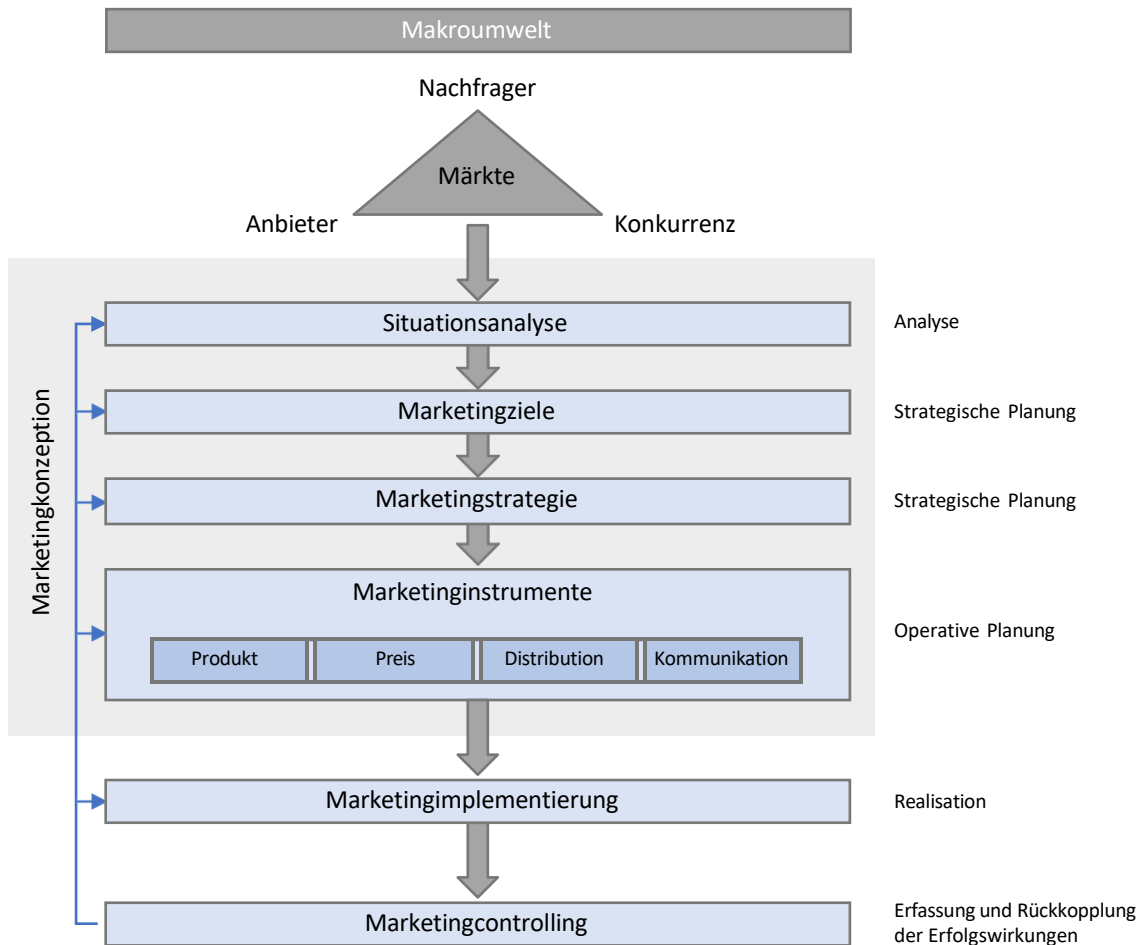 Makroumwelt
Nachfrager
Märkte
Anbieter
Konkurrenz
Marketingkonzeption
Situationsanalyse
Analyse
Marketingziele
Strategische Planung
Marketingstrategie
Strategische Planung
Marketinginstrumente
Operative Planung
Produkt
Preis
Distribution
Kommunikation
Marketingimplementierung
Realisation
Marketingcontrolling
Erfassung und Rückkopplung
der Erfolgswirkungen